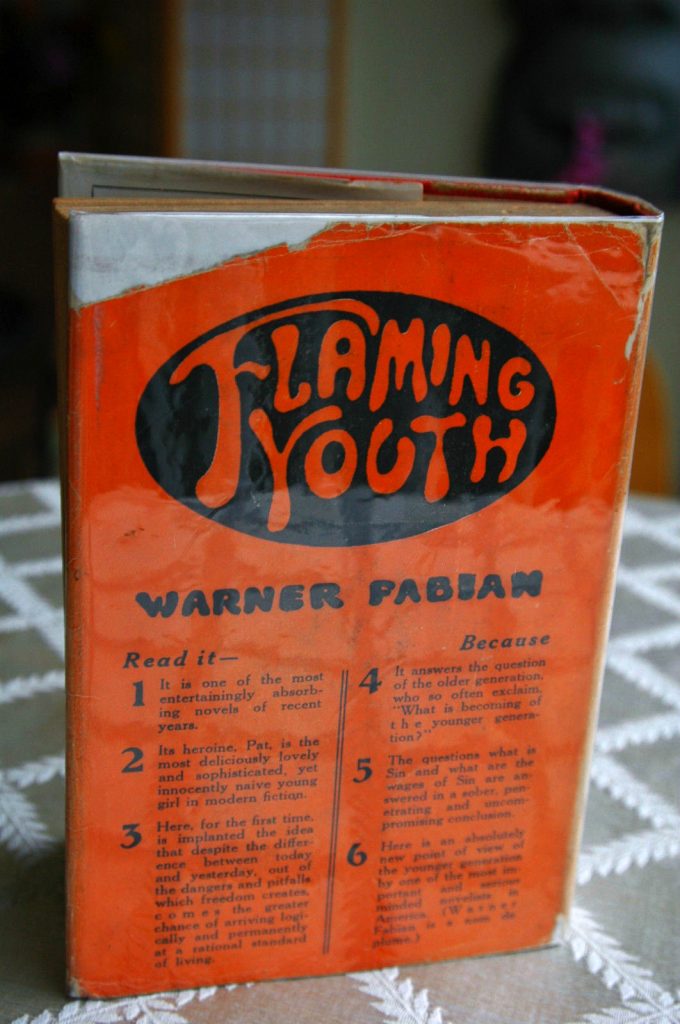 FLAMING
YOUTH
WARNER FABIAN
Read it—
Because
1 It is one of the most
entertainingly absorb-
ing novels of recent
years.
2 Its heroine, Pat, is the
most deliciously lovely
and sophisticated, yet
innocently naive young
girl in modern fiction.
3 Here, for the first time,
is implanted the idea
that despite the differ-
ence between today
and yesterday, out of
the dangers and pitfalls
which freedom creates,
comes the greater
chance of arriving logi-
cally and permanently
at a rational standard
of living.
4 It answers the question
of the older generation,
who so often exclaim,
"What is becoming of
the younger genera-
tion?"
5 The questions what is
Sin and what are the
wages of Sin are an-
swered in a sober, pen-
etrating and uncom-
promising conclusion.
6 Here is an absolutely
new point of view of
the younger generation
by one of the most im-
portant and serious
minded novelists in
America. (Warner
Fabian is a nom de
plume.)